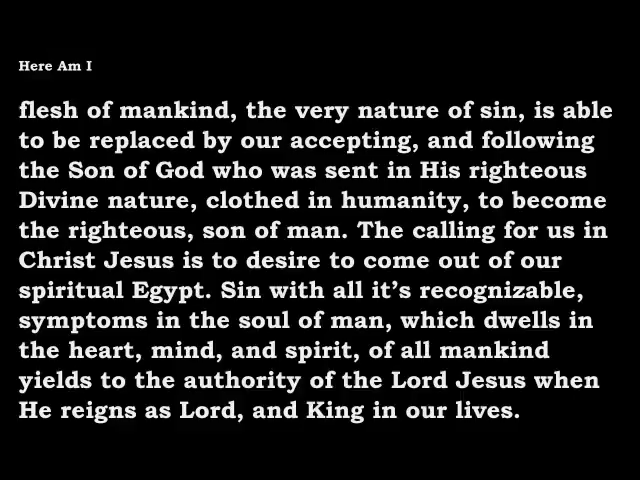 Here Am I
flesh of mankind, the very nature of sin, is able
to be replaced by our accepting, and following
the Son of God who was sent in His righteous
Divine nature, clothed in humanity, to become
the righteous, son of man. The calling for us in
Christ Jesus is to desire to come out of our
spiritual Egypt. Sin with all it’s recognizable,
symptoms in the soul of man, which dwells in
the heart, mind, and spirit, of all mankind
yields to the authority of the Lord Jesus when
He reigns as Lord, and King in our lives.